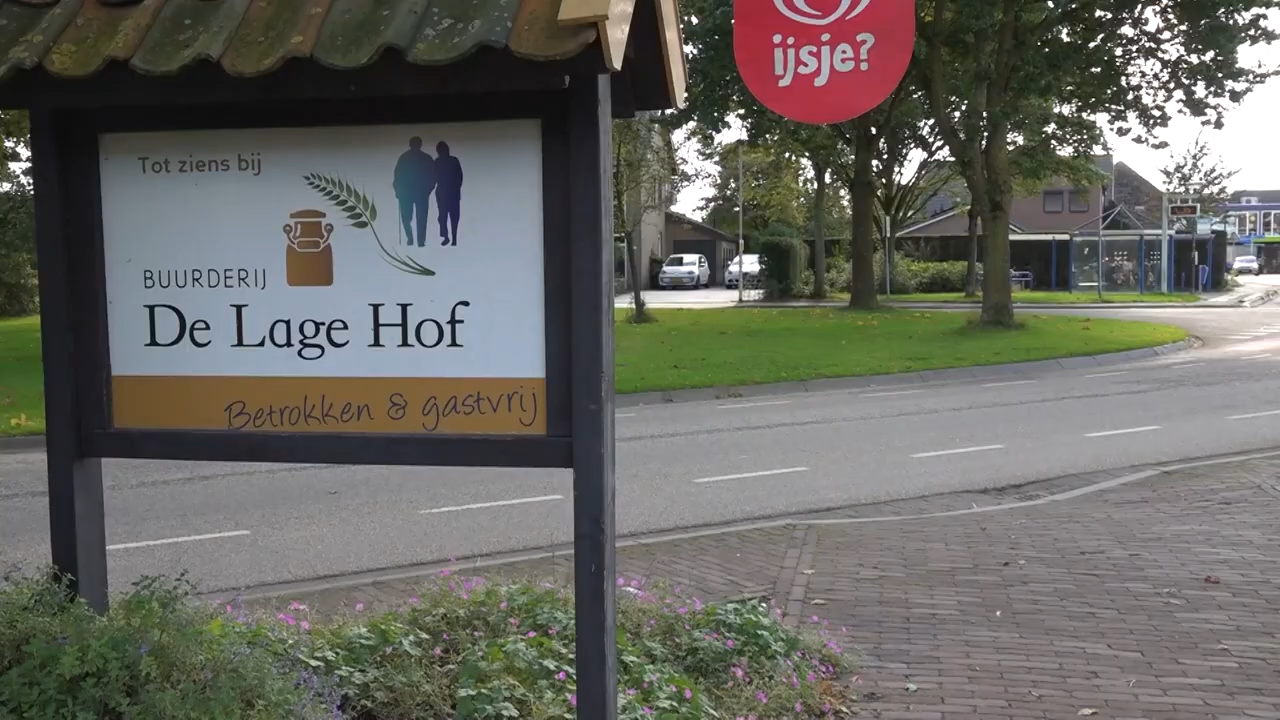 Tot ziens bij
BUURDERIJ
De Lage Hof
Betrokken & gastvrij
ijsje?